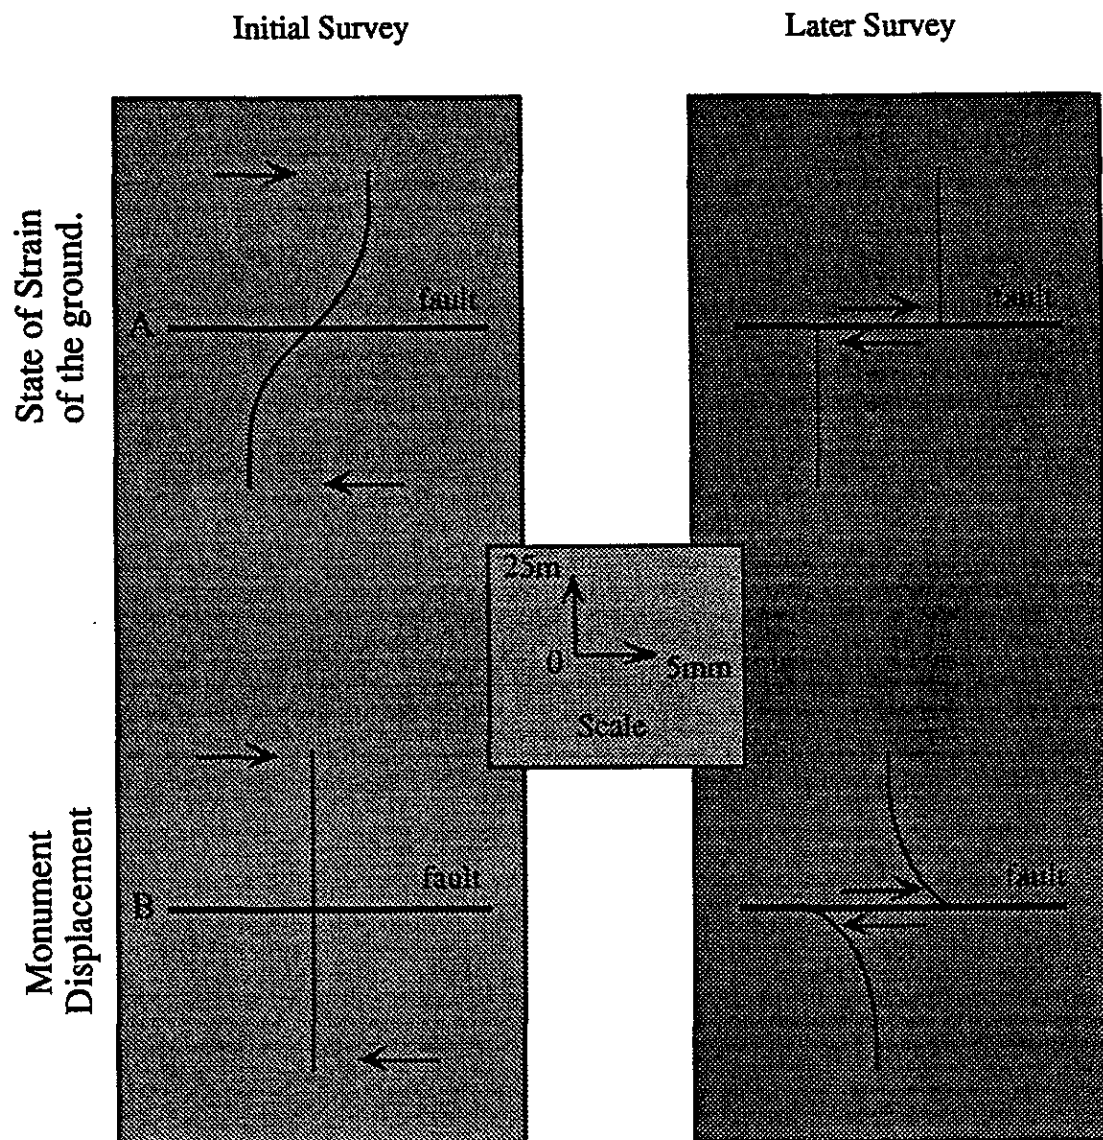 Initial Survey
Later Survey
State of Strain
of the ground.
A
fault
fault
25m
0
5mm
Scale
Monument
Displacement
B
fault
fault